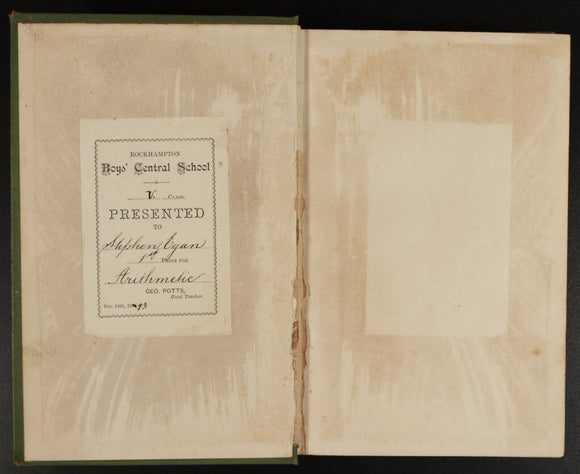 ROCKHAMPTON
Boys' Central School
V. CLASS.
PRESENTED
TO
Stephen Egan
1st PRIZE FOR
Arithmetic
GEO. POTTS,
Head Teacher.
Dec. 14th, 1893